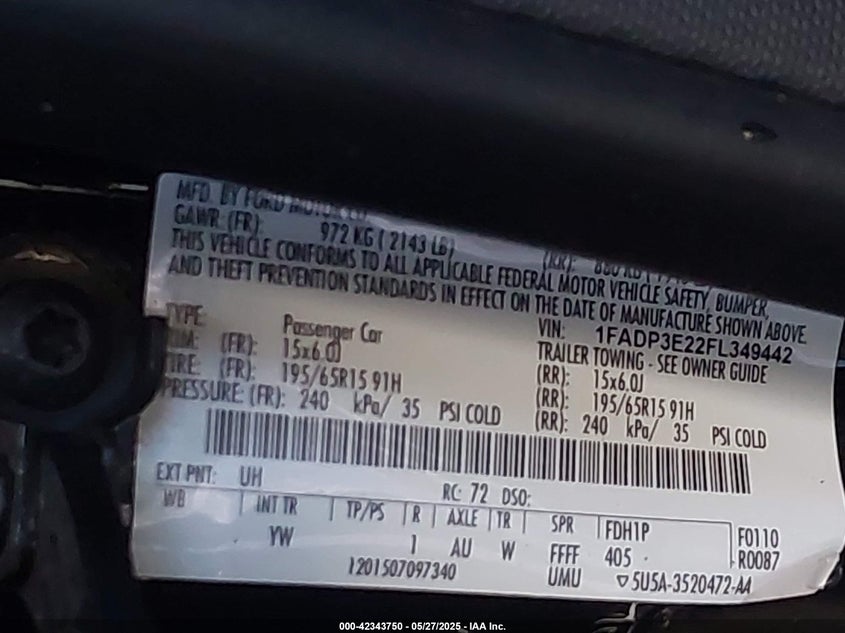 MFD. BY FORD MOTOR CO.
GAWR: (FR): 972 KG ( 2143 LB) (RR):
THIS VEHICLE CONFORMS TO ALL APPLICABLE FEDERAL MOTOR VEHICLE SAFETY, BUMPER,
AND THEFT PREVENTION STANDARDS IN EFFECT ON THE DATE OF MANUFACTURE SHOWN ABOVE.
TYPE: Passenger Car VIN: 1FADP3E22FL349442
TRAILER TOWING - SEE OWNER GUIDE
RIM: (FR): 15x6.0J (RR): 15x6.0J
TIRE: (FR): 195/65R15 91H (RR): 195/65R15 91H
PRESSURE: (FR): 240 kPa/ 35 PSI COLD (RR): 240 kPa/ 35 PSI COLD
EXT PNT: UH RC: 72 DSO:
WB INT TR TP/PS R AXLE TR SPR FDH1P F0110
YW 1 AU W FFFF 405 R0087
1201507097340 UMU 5U5A-3520472-AA
000-42343750 — 05/27/2025 — IAA Inc.